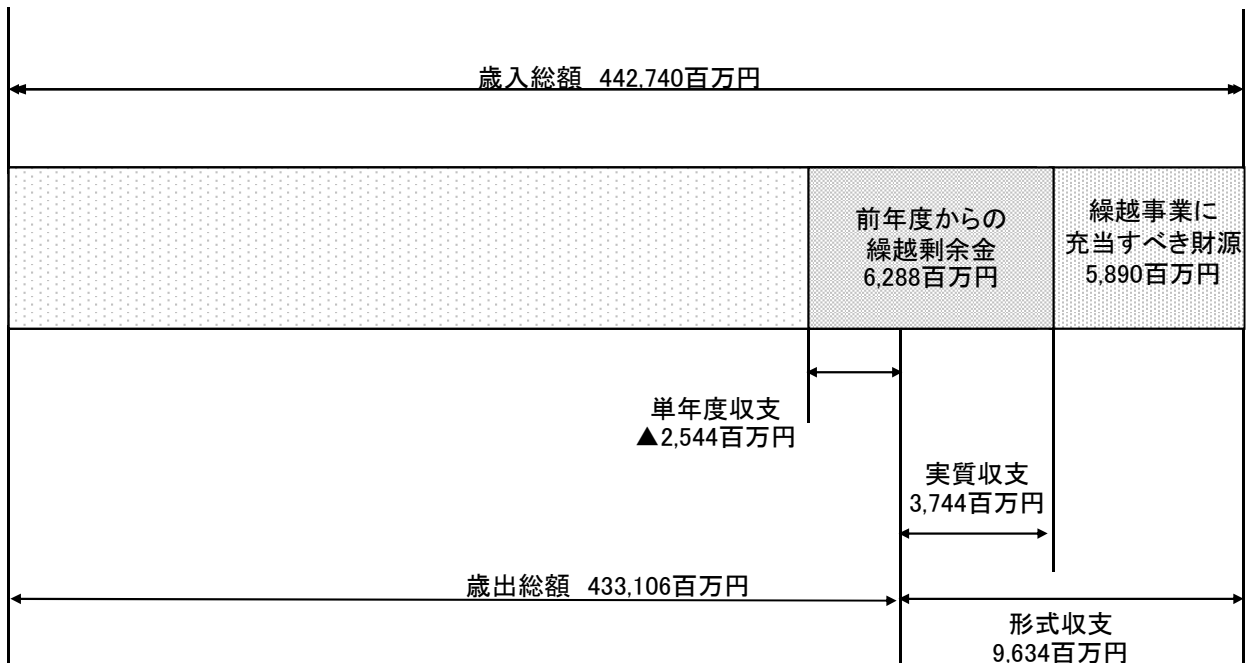 歳入総額 442,740百万円
前年度からの
繰越剰余金
6,288百万円
繰越事業に
充当すべき財源
5,890百万円
単年度収支
▲2,544百万円
実質収支
3,744百万円
歳出総額 433,106百万円
形式収支
9,634百万円